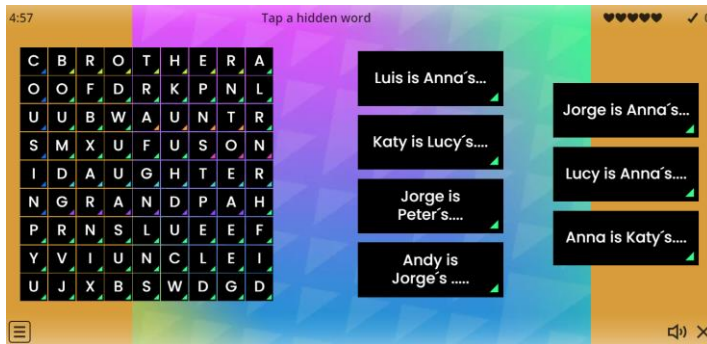 4:57
Tap a hidden word
C B R O T H E R A
O O F D R K P N L
U U B W A U N T R
S M X U F U S O N
I D A U G H T E R
N G R A N D P A H
P R N S L U E E F
Y V I U N C L E I
U J X B S W D G D
Luis is Anna´s...
Katy is Lucy´s....
Jorge is
Peter´s....
Andy is
Jorge´s .....
Jorge is Anna´s...
Lucy is Anna´s....
Anna is Katy´s....